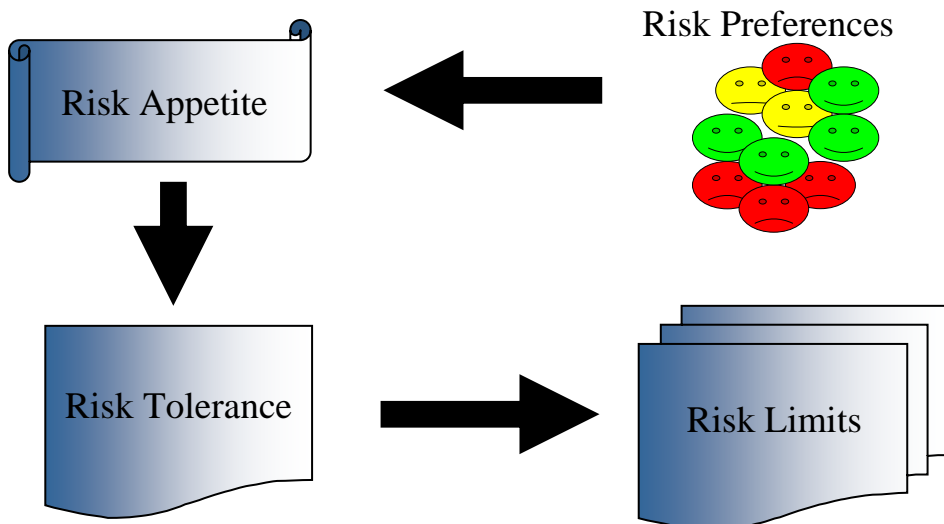 Risk Preferences
Risk Appetite
Risk Tolerance
Risk Limits